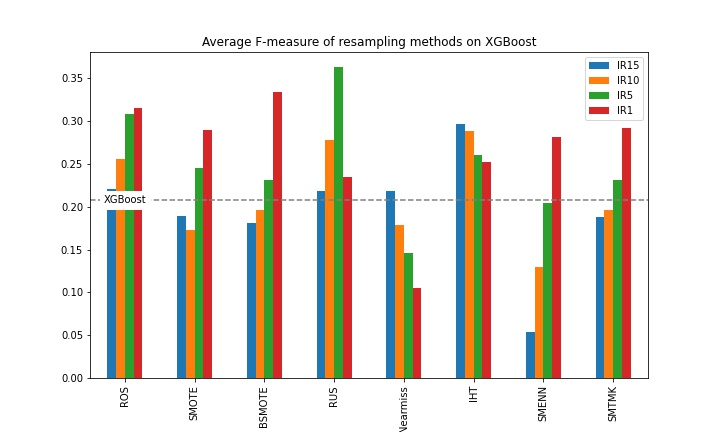 Average F-measure of resampling methods on XGBoost
0.35
0.30
0.25
0.20
0.15
0.10
0.05
0.00
IR15
IR10
IR5
IR1
XGBoost
ROS
SMOTE
BSMOTE
RUS
Nearmiss
IHT
SMENN
SMTMK